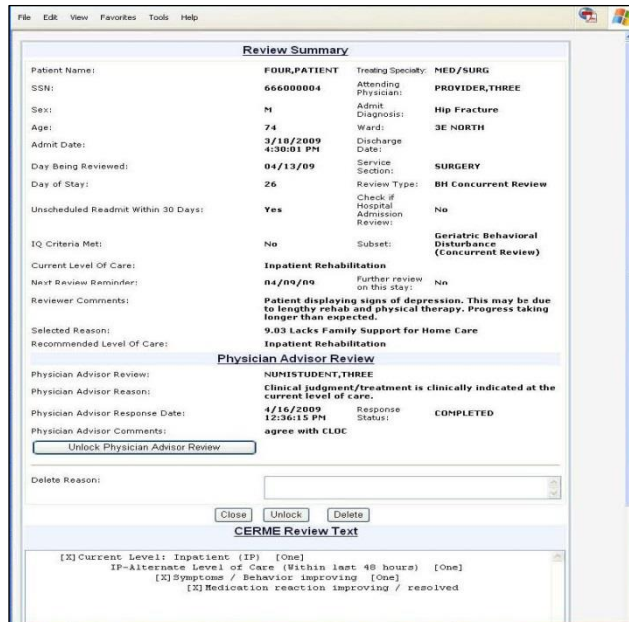 File Edit View Favorites Tools Help
Review Summary
Patient Name: FOUR,PATIENT Treating Specialty: MED/SURG
SSN: 666000004 Attending Physician: PROVIDER,THREE
Sex: M Admit Diagnosis: Hip Fracture
Age: 74 Ward: 3E NORTH
Admit Date: 3/18/2009 4:30:01 PM Discharge Date:
Day Being Reviewed: 04/13/09 Service Section: SURGERY
Day of Stay: 26 Review Type: BH Concurrent Review
Unscheduled Readmit Within 30 Days: Yes Check if Hospital Admission Review: No
IQ Criteria Met: No Subset: Geriatric Behavioral Disturbance (Concurrent Review)
Current Level Of Care: Inpatient Rehabilitation
Next Review Reminder: 04/09/09 Further review on this stay: No
Reviewer Comments: Patient displaying signs of depression. This may be due
to lengthy rehab and physical therapy. Progress taking
longer than expected.
Selected Reason: 9.03 Lacks Family Support for Home Care
Recommended Level Of Care: Inpatient Rehabilitation
Physician Advisor Review
Physician Advisor Review: NUMISTUDENT,THREE
Physician Advisor Reason: Clinical judgment/treatment is clinically indicated at the
current level of care.
Physician Advisor Response Date: 4/16/2009 12:36:15 PM Response Status: COMPLETED
Physician Advisor Comments: agree with CLOC
Unlock Physician Advisor Review
Delete Reason:
Close Unlock Delete
CERME Review Text
[X]Current Level: Inpatient (IP) [One]
IP-Alternate Level of Care (Within last 48 hours) [One]
[X]Symptoms / Behavior improving [One]
[X]Medication reaction improving / resolved